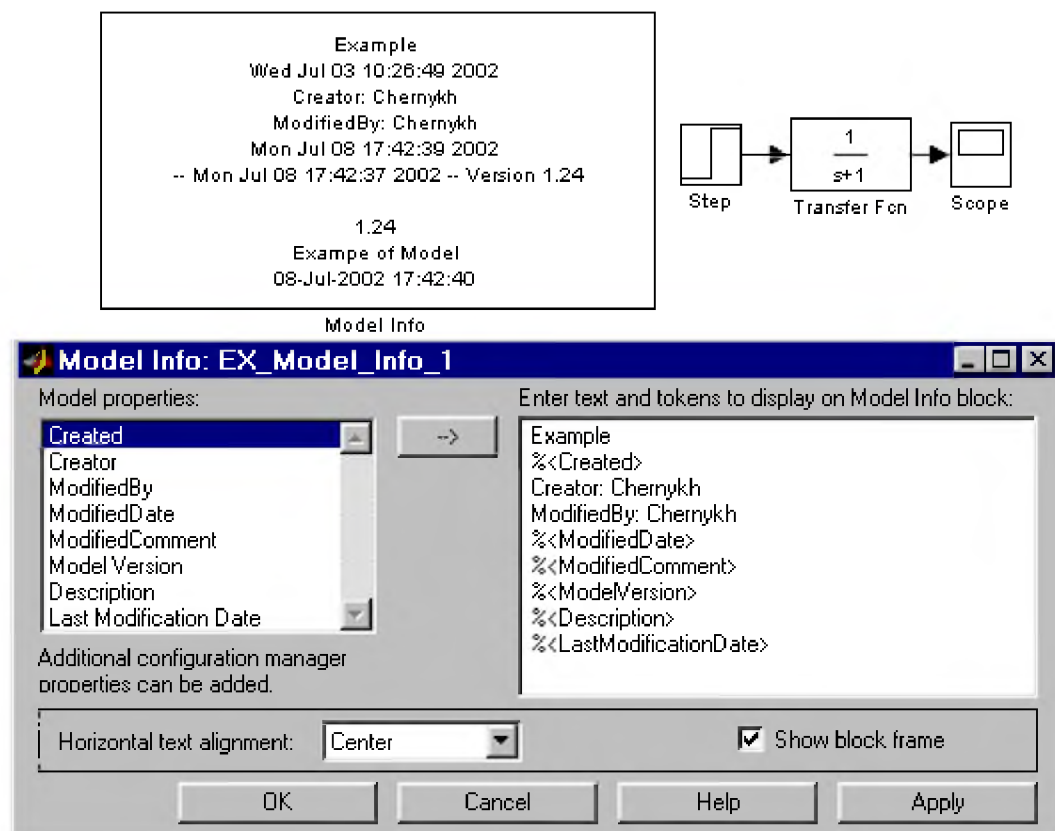 Example
Wed Jul 03 10:26:49 2002
Creator: Chernykh
ModifiedBy: Chernykh
Mon Jul 08 17:42:39 2002
-- Mon Jul 08 17:42:37 2002 -- Version 1.24
1.24
Exampe of Model
08-Jul-2002 17:42:40
Model Info
Step
1
s+1
Transfer Fcn
Scope
Model Info: EX_Model_Info_1
Model properties:
Created
Creator
ModifiedBy
ModifiedDate
ModifiedComment
Model Version
Description
Last Modification Date
-->
Enter text and tokens to display on Model Info block:
Example
%<Created>
Creator: Chernykh
ModifiedBy: Chernykh
%<ModifiedDate>
%<ModifiedComment>
%<ModelVersion>
%<Description>
%<LastModificationDate>
Additional configuration manager
properties can be added.
Horizontal text alignment: Center
Show block frame
OK Cancel Help Apply